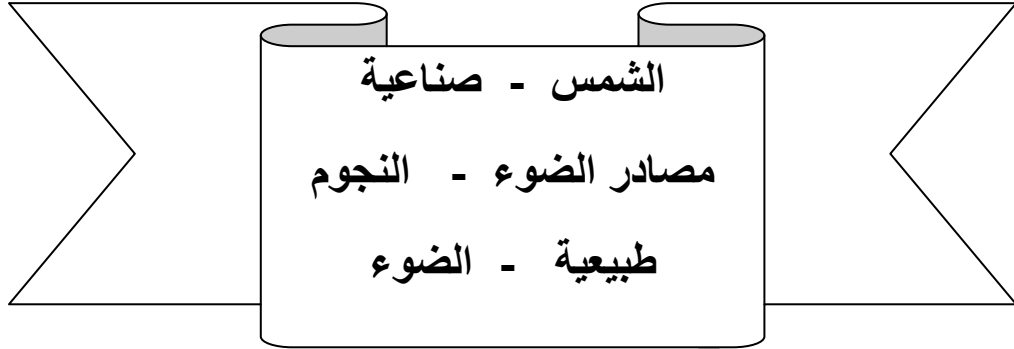 الشمس - صناعية
مصادر الضوء - النجوم
طبيعية - الضوء